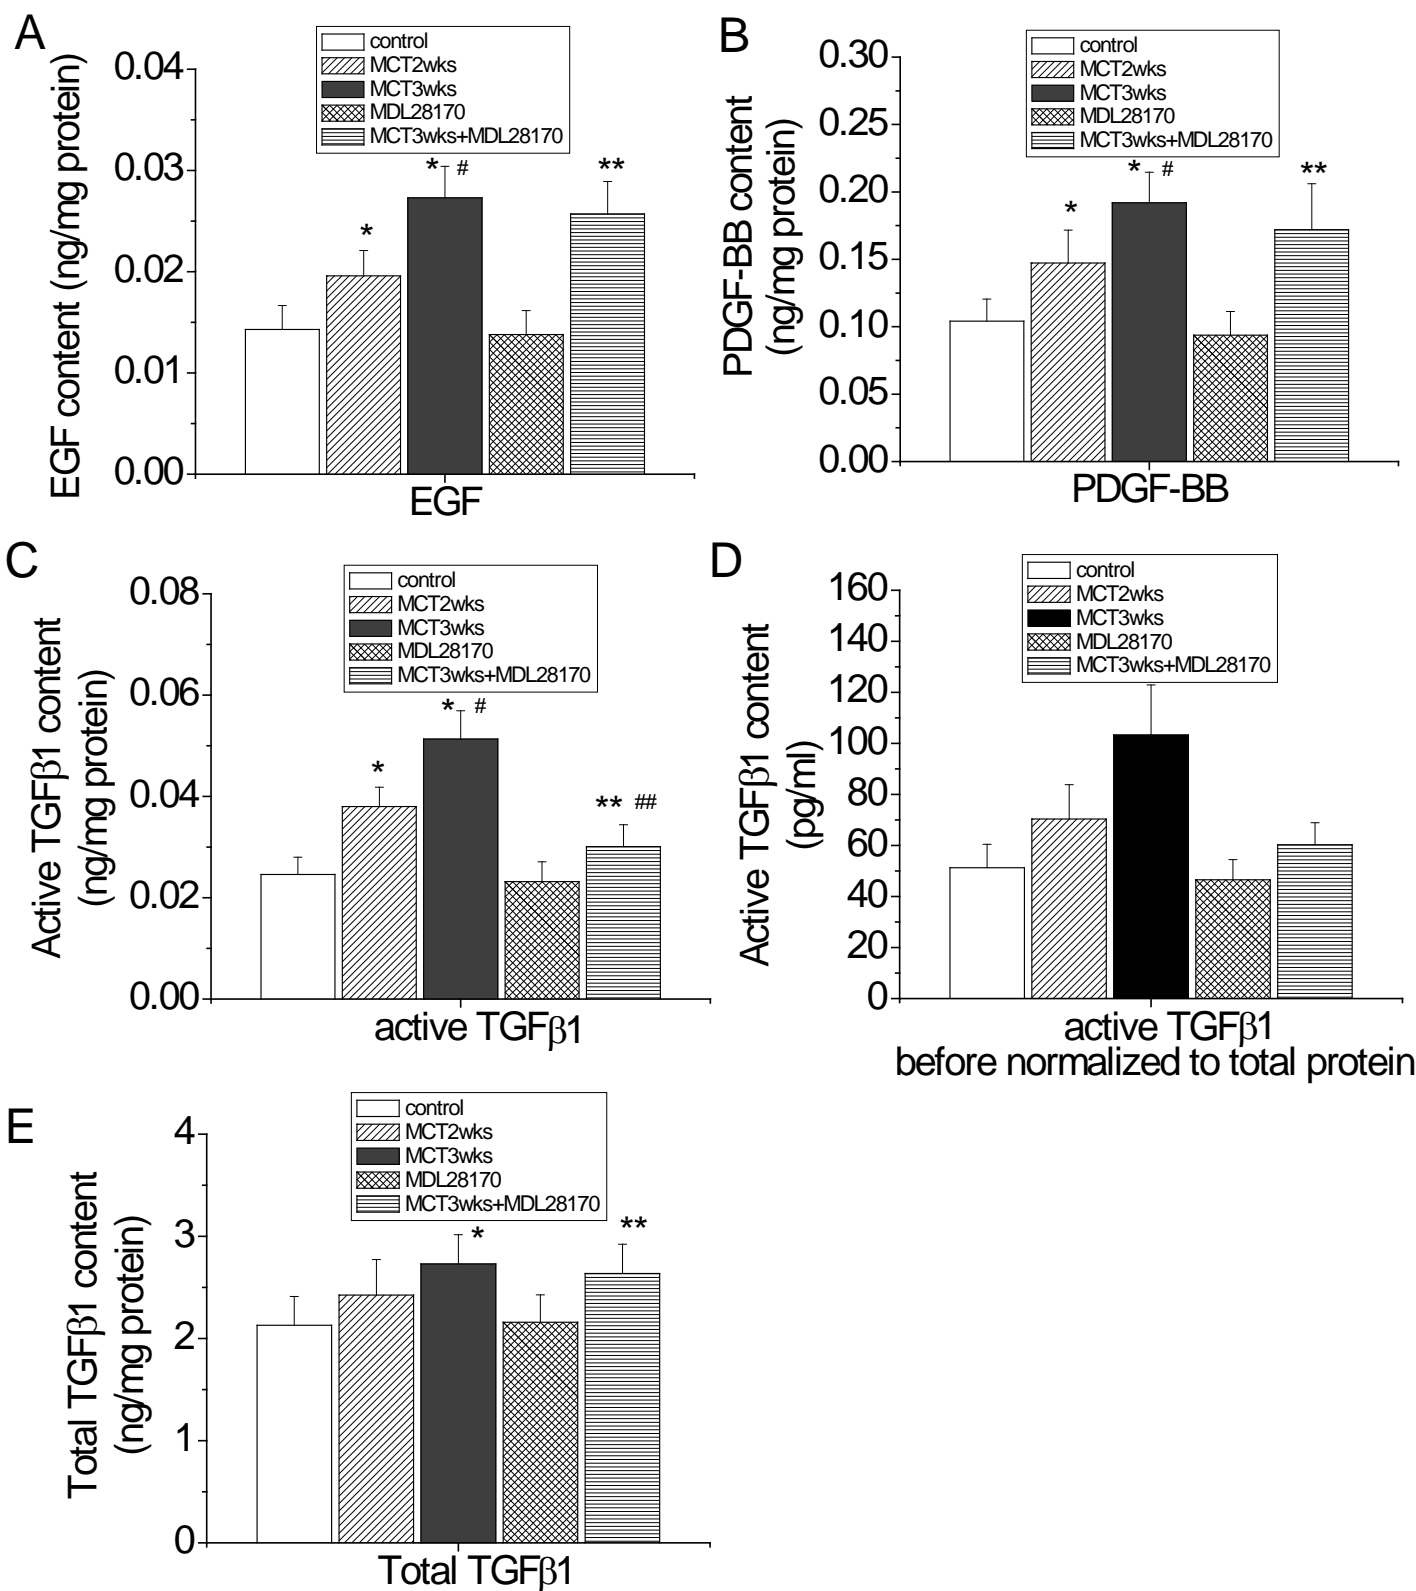 A
EGF content (ng/mg protein)
0.04
0.03
0.02
0.01
0.00
control
MCT2wks
MCT3wks
MDL28170
MCT3wks+MDL28170
*
* #
**
EGF
B
PDGF-BB content
(ng/mg protein)
0.30
0.25
0.20
0.15
0.10
0.05
0.00
control
MCT2wks
MCT3wks
MDL28170
MCT3wks+MDL28170
*
* #
**
PDGF-BB
C
Active TGFβ1 content
(ng/mg protein)
0.08
0.06
0.04
0.02
0.00
control
MCT2wks
MCT3wks
MDL28170
MCT3wks+MDL28170
*
* #
** ##
active TGFβ1
D
Active TGFβ1 content
(pg/ml)
160
140
120
100
80
60
40
20
0
control
MCT2wks
MCT3wks
MDL28170
MCT3wks+MDL28170
active TGFβ1
before normalized to total protein
E
Total TGFβ1 content
(ng/mg protein)
4
3
2
1
0
control
MCT2wks
MCT3wks
MDL28170
MCT3wks+MDL28170
*
**
Total TGFβ1